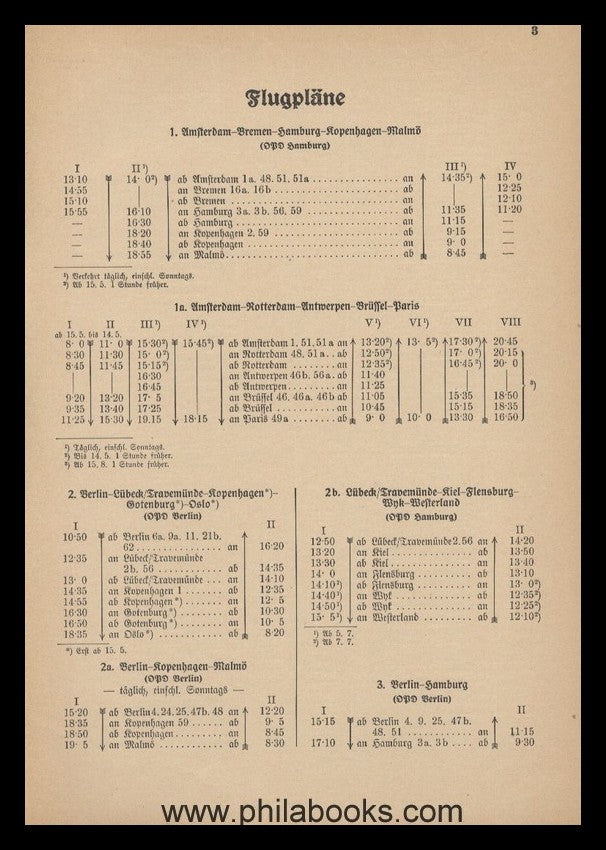 3
Flugpläne
1. Amsterdam–Bremen–Hamburg–Kopenhagen–Malmö
(OPD Hamburg)
I II¹) III¹) IV
13·10 14· 0²) ab Amsterdam 1a. 48. 51. 51a an 14·35²) 15· 0
14·55 an Bremen 16a. 16b ab 12·25
15·10 ab Bremen an 12·10
15·55 16·10 an Hamburg 3a. 3b. 56. 59 ab 11·35 11·20
— 16·30 ab Hamburg an 11·15 —
— 18·20 an Kopenhagen 2. 59 ab 9·15 —
— 18·40 ab Kopenhagen an 9· 0 —
— 18·55 an Malmö ab 8·45 —
¹) Verkehrt täglich, einschl. Sonntags.
²) Ab 15. 5. 1 Stunde früher.
1a. Amsterdam–Rotterdam–Antwerpen–Brüssel–Paris
I II III¹) IV¹) V¹) VI¹) VII VIII
ab 15. 5. bis 14. 5.
8· 0 11· 0 15·30²) 15·45²) ab Amsterdam 1. 51. 51a an 13·20²) 13· 5²) 17·30²) 20·45
8·30 11·30 15· 0²) an Rotterdam 48. 51a ab 12·50²) 17· 0²) 20·15
8·45 11·45 15·15²) ab Rotterdam an 12·35²) 16·45²) 20· 0
16·30 an Antwerpen 46b. 56a ab 11·40
16·45 ab Antwerpen an 11·25 ³)
9·20 13·20 17· 5 an Brüssel 46. 46a. 46b ab 11·05 15·35 18·50
9·35 13·40 17·25 ab Brüssel an 10·45 15·15 18·35
11·25 15·30 19.15 18·15 an Paris 49a ab 9· 0 10· 0 13·30 16·50
¹) Täglich, einschl. Sonntags.
²) Bis 14. 5. 1 Stunde früher.
³) Ab 15. 8. 1 Stunde früher.
2. Berlin–Lübeck/Travemünde–Kopenhagen*)–
Gotenburg*)–Oslo*)
(OPD Berlin)
I II
10·50 ab Berlin 6a. 9a. 11. 21b.
62 an 16·20
12·35 an Lübeck/Travemünde
2b. 56 ab 14·35
13· 0 ab Lübeck/Travemünde an 14·10
14·35 an Kopenhagen 1 ab 12·35
14·55 ab Kopenhagen*) an 12· 5
16·30 an Gotenburg*) ab 10·30
16·50 ab Gotenburg*) an 10· 5
18·35 an Oslo*) ab 8·20
*) Erst ab 15. 5.
2a. Berlin–Kopenhagen–Malmö
(OPD Berlin)
— täglich, einschl. Sonntags —
I II
15·20 ab Berlin 4. 24. 25. 47b. 48 an 12·20
18·35 an Kopenhagen 59 ab 9· 5
18·50 ab Kopenhagen an 8·45
19· 5 an Malmö ab 8·30
2b. Lübeck/Travemünde–Kiel–Flensburg–
Wyk–Westerland
(OPD Hamburg)
I II
12·50 ab Lübeck/Travemünde 2. 56 an 14·20
13·20 an Kiel ab 13·50
13·30 ab Kiel an 13·40
14· 0 an Flensburg ab 13·10
14·10²) ab Flensburg an 13· 0²)
14·40¹) an Wyk ab 12·35²)
14·50¹) ab Wyk an 12·25²)
15· 5¹) an Westerland ab 12·10²)
¹) Ab 5. 7.
²) Ab 7. 7.
3. Berlin–Hamburg
(OPD Berlin)
I II
15·15 ab Berlin 4. 9. 25. 47b.
48. 51 an 11·15
17·10 an Hamburg 3a. 3b ab 9·30
www.philabooks.com